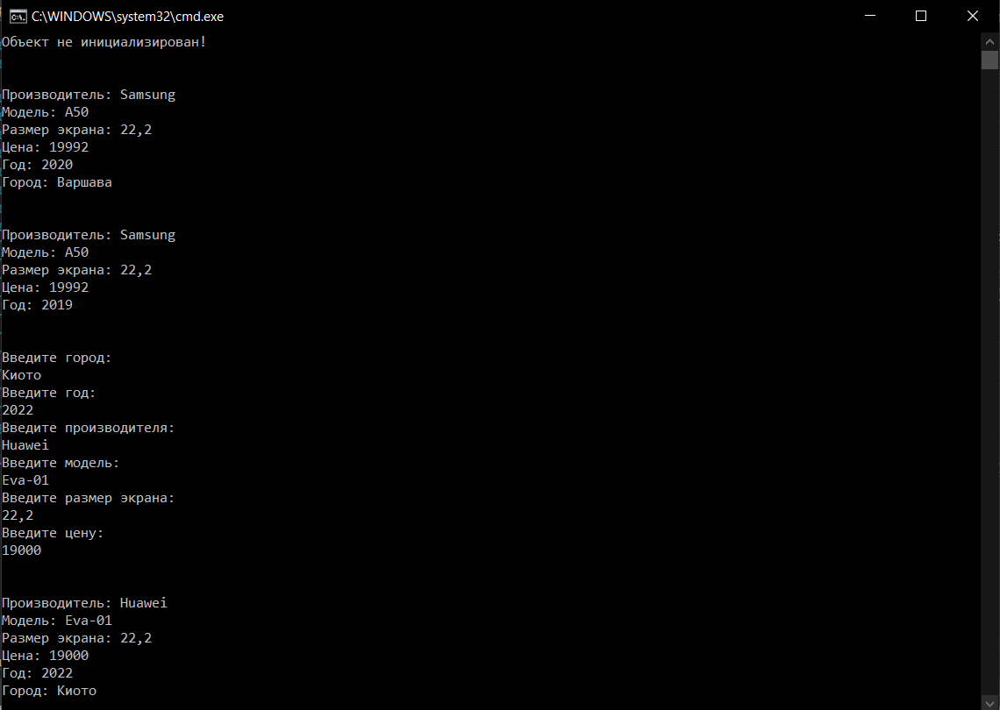 C:\WINDOWS\system32\cmd.exe
Объект не инициализирован!
Производитель: Samsung
Модель: A50
Размер экрана: 22,2
Цена: 19992
Год: 2020
Город: Варшава
Производитель: Samsung
Модель: A50
Размер экрана: 22,2
Цена: 19992
Год: 2019
Введите город:
Киото
Введите год:
2022
Введите производителя:
Huawei
Введите модель:
Eva-01
Введите размер экрана:
22,2
Введите цену:
19000
Производитель: Huawei
Модель: Eva-01
Размер экрана: 22,2
Цена: 19000
Год: 2022
Город: Киото